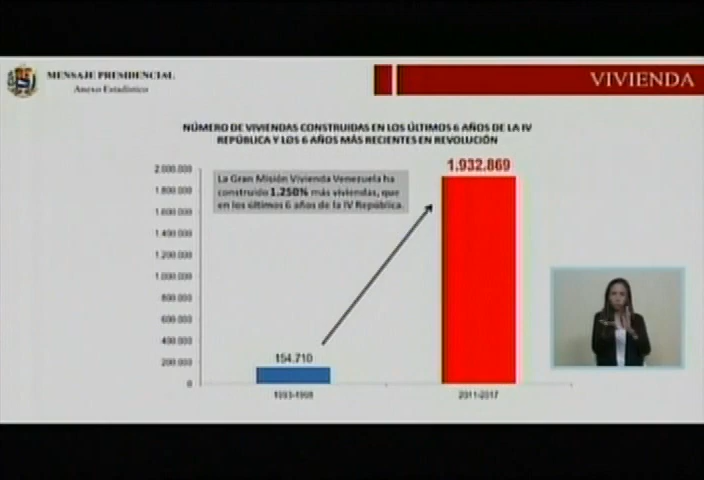 MENSAJE PRESIDENCIAL
Anexo Estadístico
VIVIENDA
NÚMERO DE VIVIENDAS CONSTRUIDAS EN LOS ÚLTIMOS 6 AÑOS DE LA IV
REPÚBLICA Y LOS 6 AÑOS MÁS RECIENTES EN REVOLUCIÓN
La Gran Misión Vivienda Venezuela ha
construido 1.250% más viviendas, que
en los últimos 6 años de la IV República.
2.000.000
1.800.000
1.600.000
1.400.000
1.200.000
1.000.000
800.000
600.000
400.000
200.000
0
154.710
1.932.869
1993-1998
2011-2017